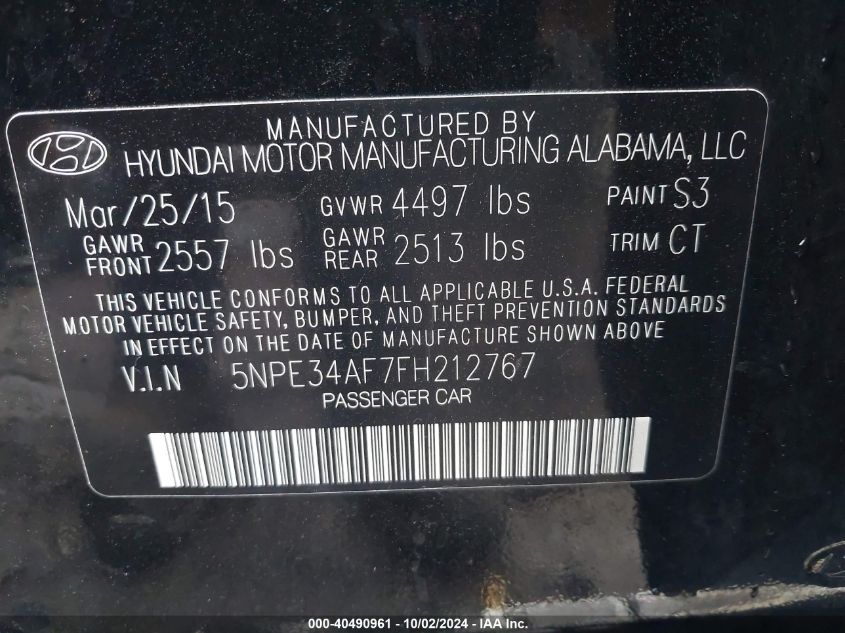 MANUFACTURED BY
HYUNDAI MOTOR MANUFACTURING ALABAMA, LLC
Mar/25/15 GVWR 4497 lbs PAINT S3
GAWR FRONT 2557 lbs GAWR REAR 2513 lbs TRIM CT
THIS VEHICLE CONFORMS TO ALL APPLICABLE U.S.A. FEDERAL
MOTOR VEHICLE SAFETY, BUMPER, AND THEFT PREVENTION STANDARDS
IN EFFECT ON THE DATE OF MANUFACTURE SHOWN ABOVE
V.I.N 5NPE34AF7FH212767
PASSENGER CAR
000-40490961 - 10/02/2024 - IAA Inc.